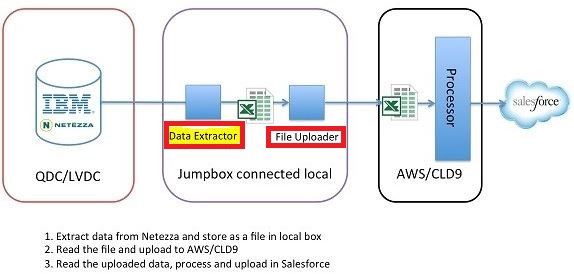 IBM
N NETEZZA
QDC/LVDC
Data Extractor
File Uploader
Jumpbox connected local
Processor
AWS/CLD9
salesforce
1. Extract data from Netezza and store as a file in local box
2. Read the file and upload to AWS/CLD9
3. Read the uploaded data, process and upload in Salesforce